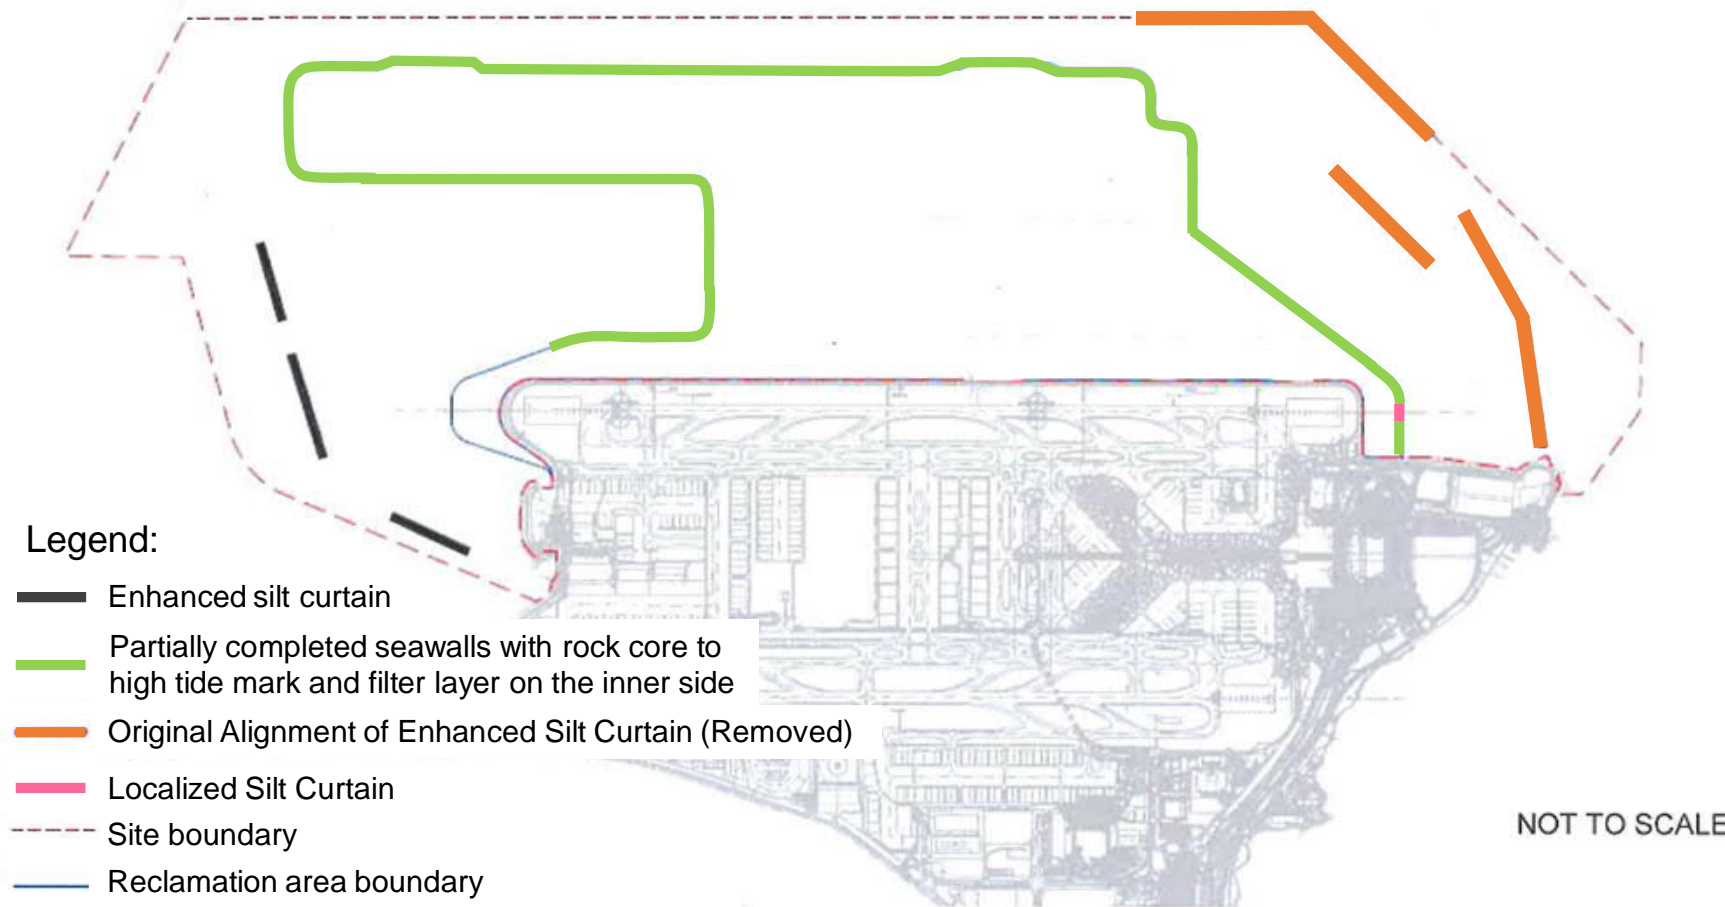 Legend:
Enhanced silt curtain
Partially completed seawalls with rock core to
high tide mark and filter layer on the inner side
Original Alignment of Enhanced Silt Curtain (Removed)
Localized Silt Curtain
Site boundary
Reclamation area boundary
NOT TO SCALE